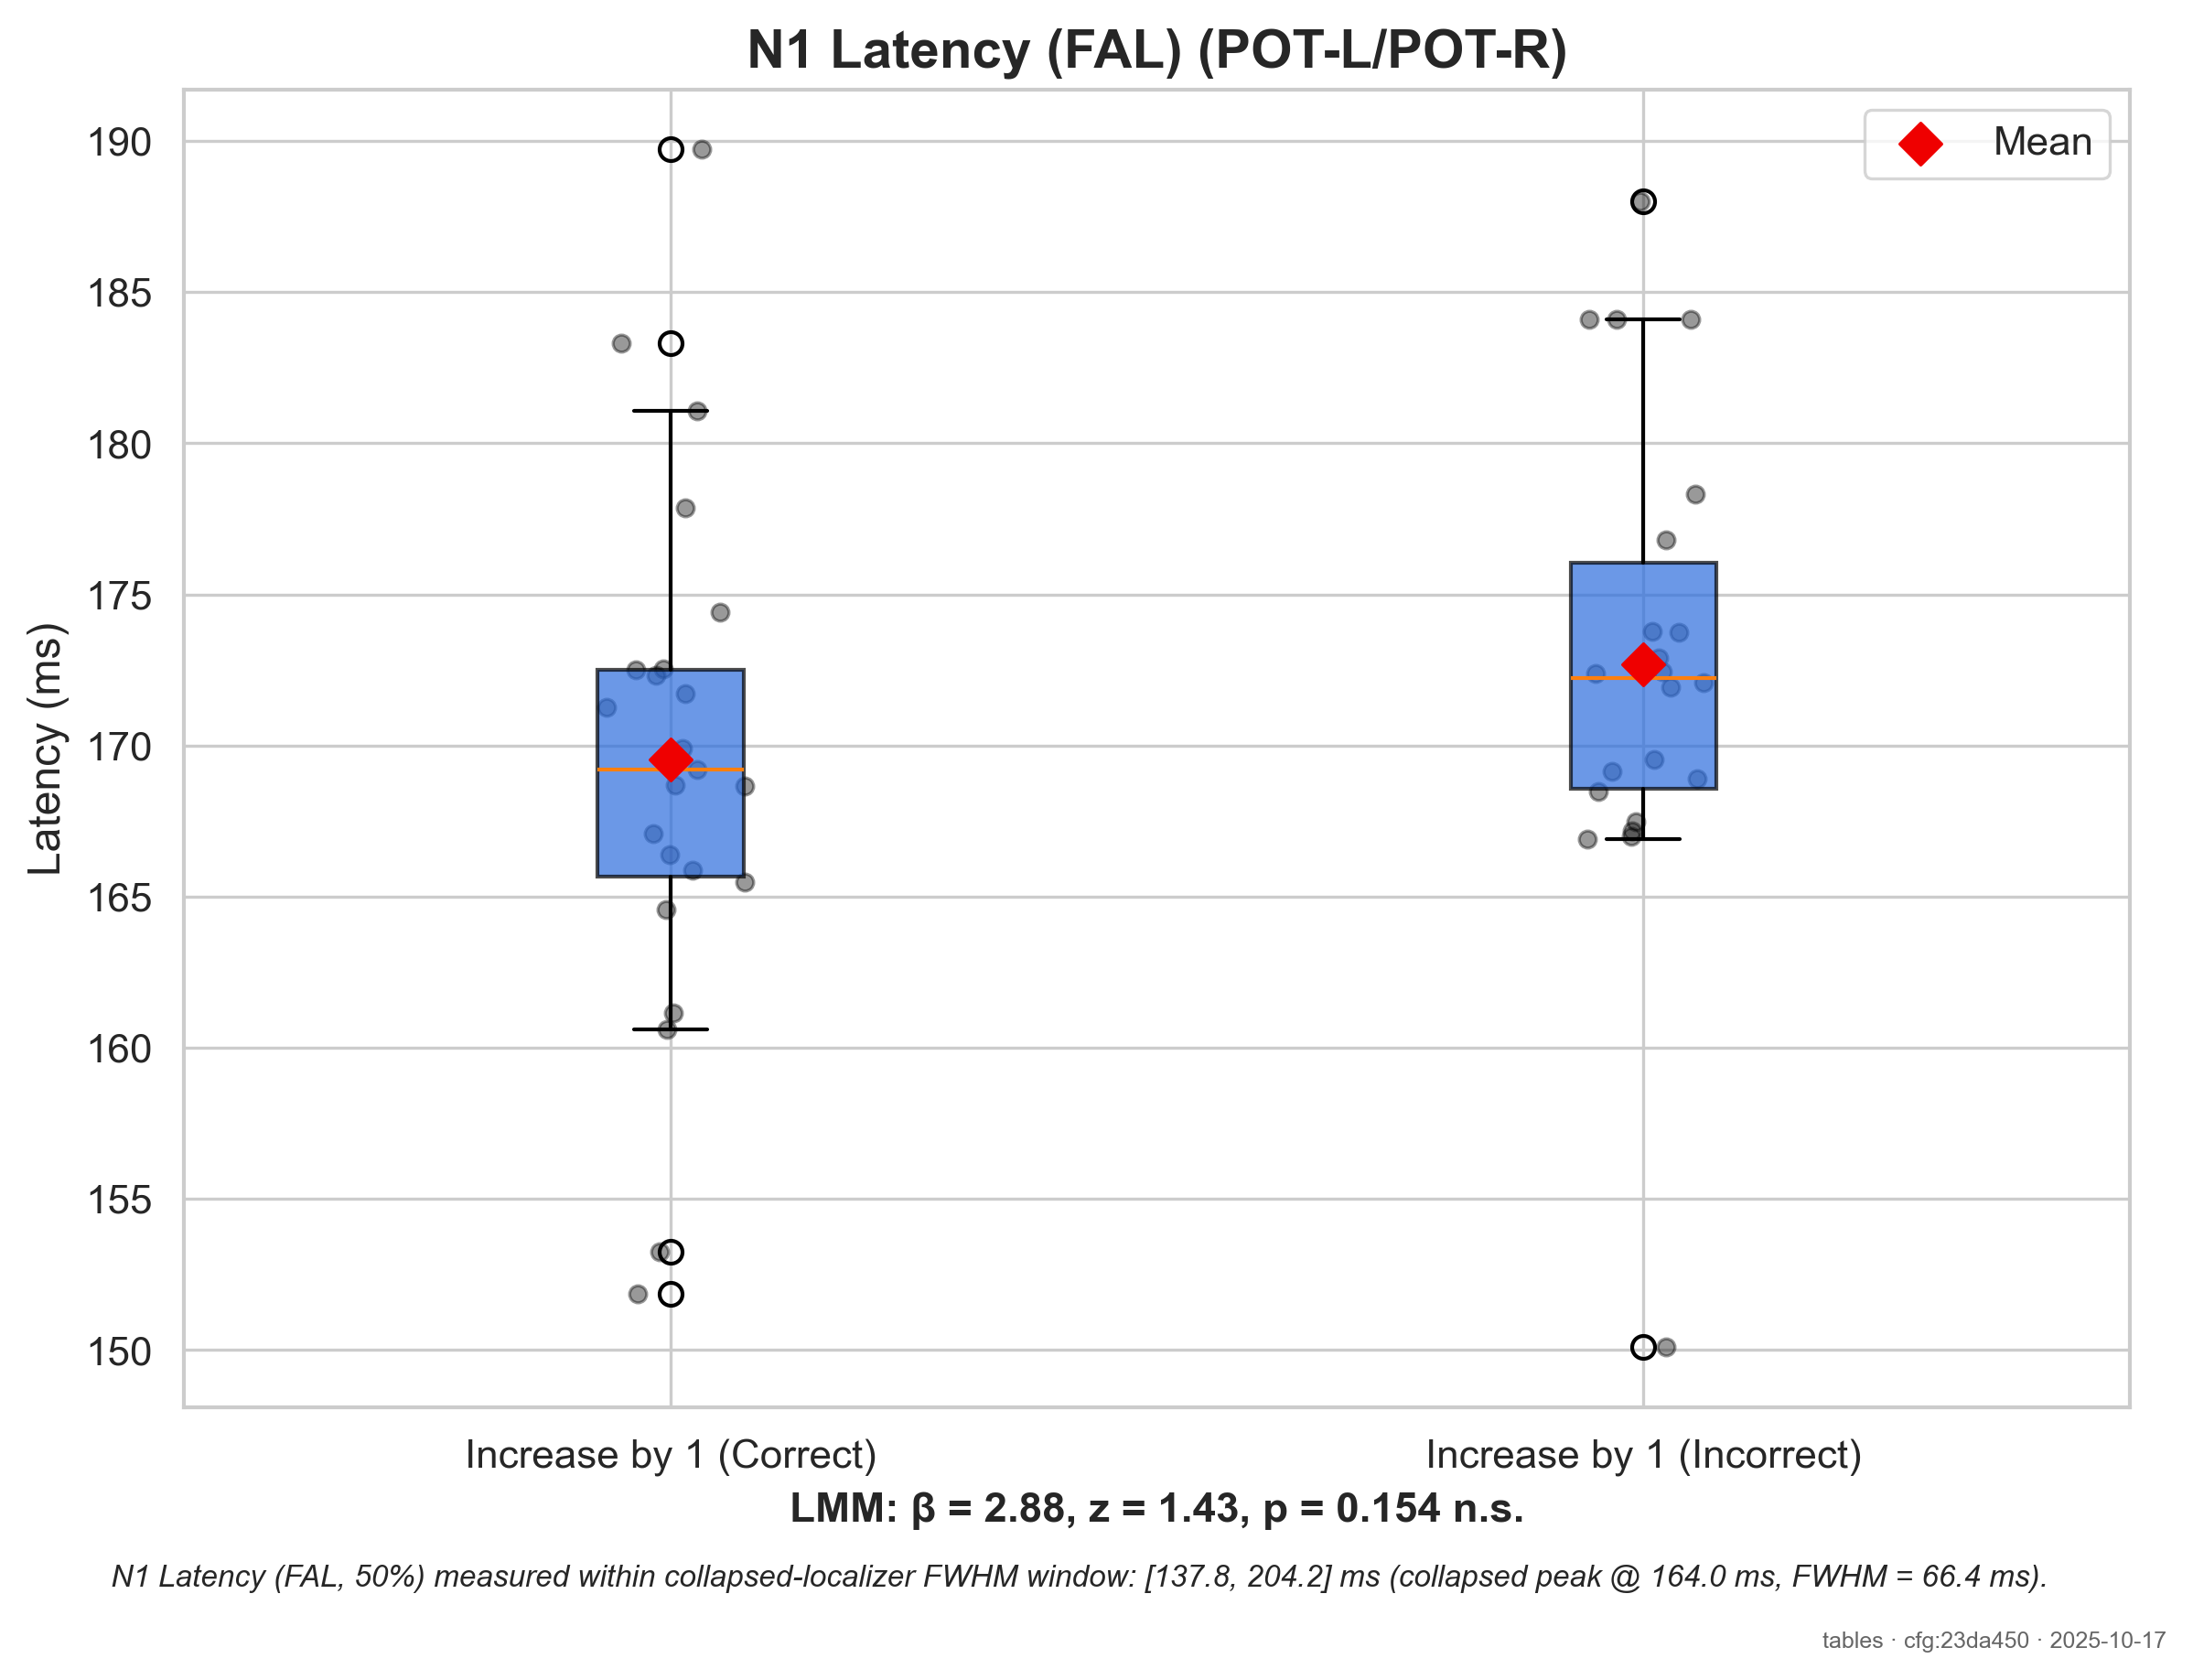 N1 Latency (FAL) (POT-L/POT-R)
Mean
190
185
180
175
170
165
160
155
150
Latency (ms)
Increase by 1 (Correct)
Increase by 1 (Incorrect)
LMM: β = 2.88, z = 1.43, p = 0.154 n.s.
N1 Latency (FAL, 50%) measured within collapsed-localizer FWHM window: [137.8, 204.2] ms (collapsed peak @ 164.0 ms, FWHM = 66.4 ms).
tables · cfg:23da450 · 2025-10-17